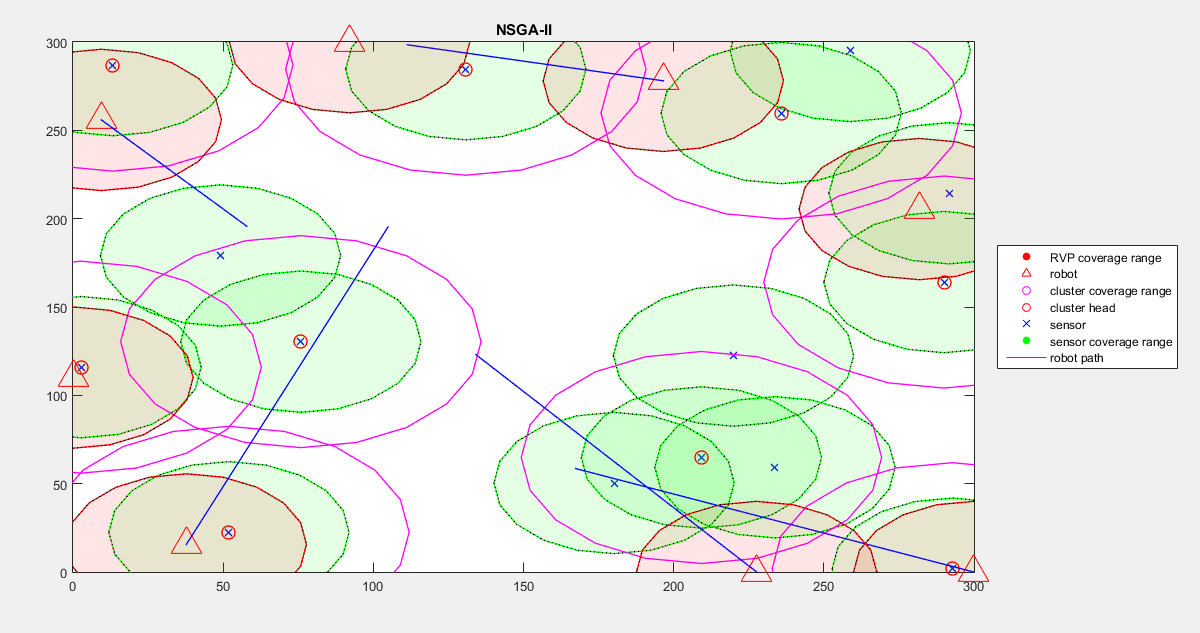 NSGA-II
300
250
200
150
100
50
0
0 50 100 150 200 250 300
RVP coverage range
robot
cluster coverage range
cluster head
sensor
sensor coverage range
robot path